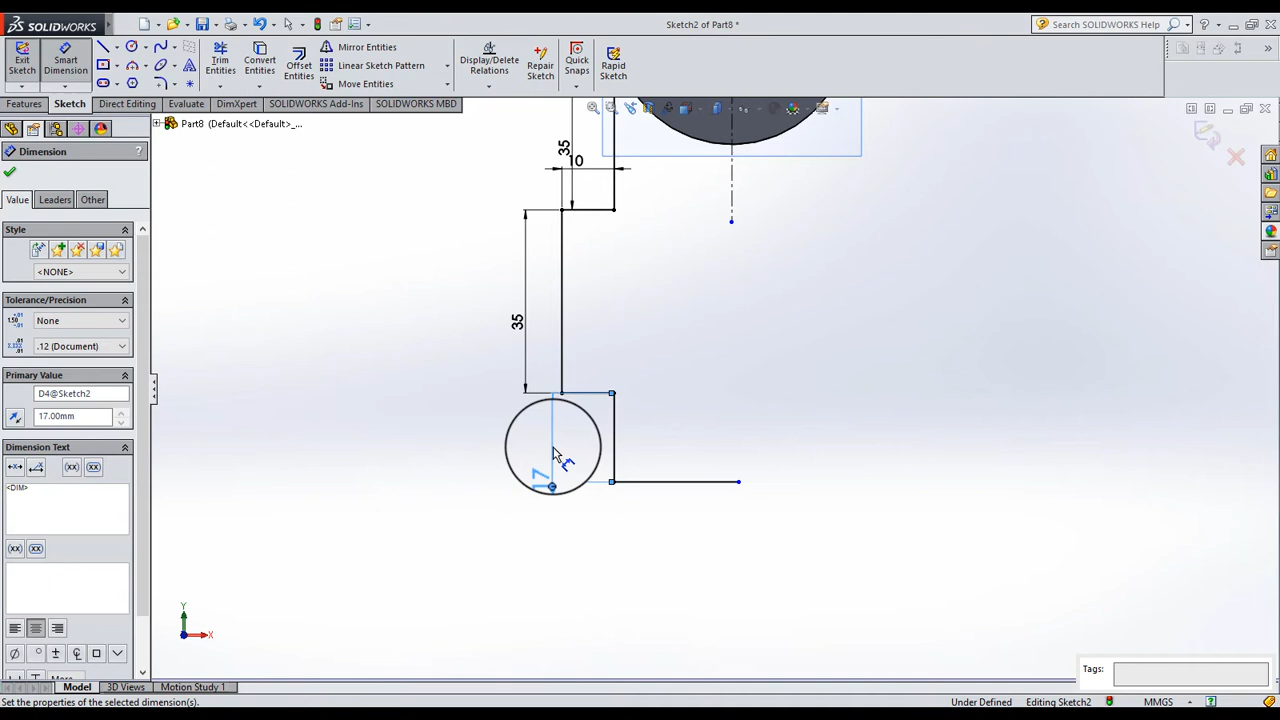 SOLIDWORKS
Sketch2 of Part8 *
Search SOLIDWORKS Help
Exit Sketch
Smart Dimension
Trim Entities
Convert Entities
Offset Entities
Mirror Entities
Linear Sketch Pattern
Move Entities
Display/Delete Relations
Repair Sketch
Quick Snaps
Rapid Sketch
Features
Sketch
Direct Editing
Evaluate
DimXpert
SOLIDWORKS Add-Ins
SOLIDWORKS MBD
Part8 (Default<<Default>_...
Dimension
?
Value
Leaders
Other
Style
<NONE>
Tolerance/Precision
None
.12 (Document)
Primary Value
D4@Sketch2
17.00mm
Dimension Text
<DIM>
More...
35
10
35
17
Y
X
Tags:
Model
3D Views
Motion Study 1
Set the properties of the selected dimension(s).
Under Defined
Editing Sketch2
MMGS